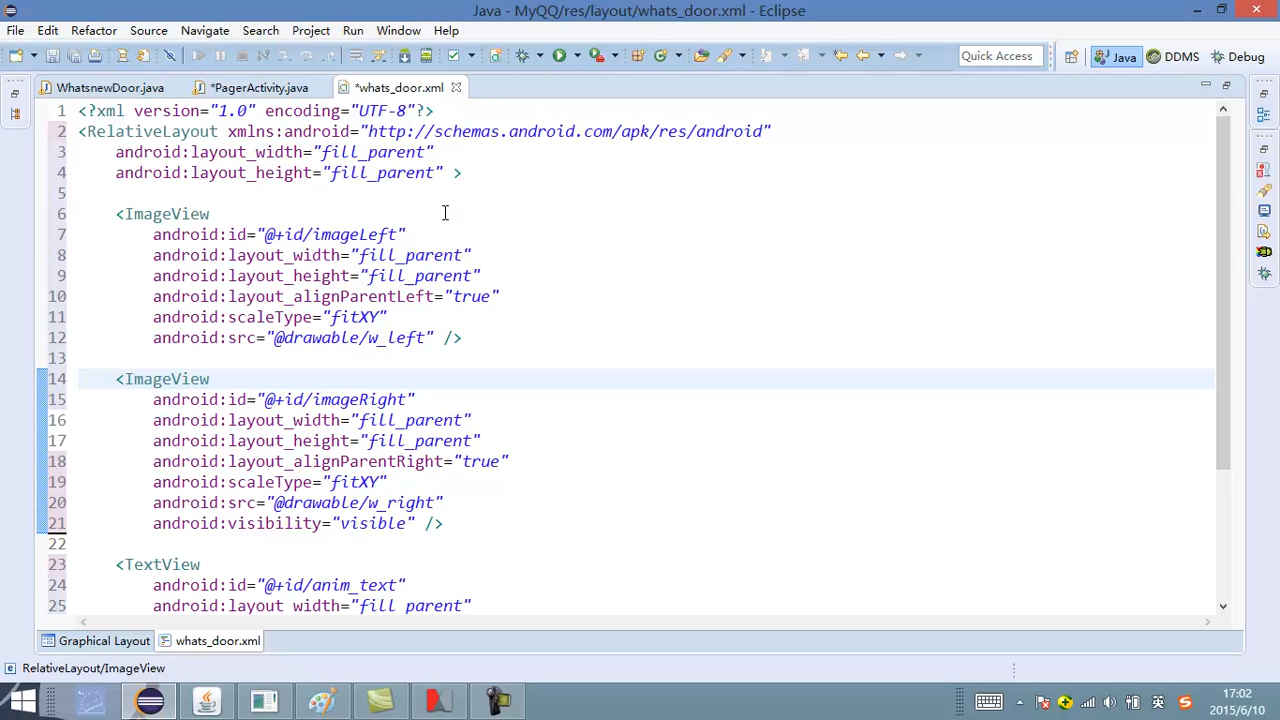 Java - MyQQ/res/layout/whats_door.xml - Eclipse
File Edit Refactor Source Navigate Search Project Run Window Help
Quick Access Java DDMS Debug
WhatsnewDoor.java *PagerActivity.java *whats_door.xml
1 <?xml version="1.0" encoding="UTF-8"?>
2 <RelativeLayout xmlns:android="http://schemas.android.com/apk/res/android"
3 android:layout_width="fill_parent"
4 android:layout_height="fill_parent" >
5
6 <ImageView
7 android:id="@+id/imageLeft"
8 android:layout_width="fill_parent"
9 android:layout_height="fill_parent"
10 android:layout_alignParentLeft="true"
11 android:scaleType="fitXY"
12 android:src="@drawable/w_left" />
13
14 <ImageView
15 android:id="@+id/imageRight"
16 android:layout_width="fill_parent"
17 android:layout_height="fill_parent"
18 android:layout_alignParentRight="true"
19 android:scaleType="fitXY"
20 android:src="@drawable/w_right"
21 android:visibility="visible" />
22
23 <TextView
24 android:id="@+id/anim_text"
25 android:layout_width="fill_parent"
Graphical Layout whats_door.xml
RelativeLayout/ImageView
英 17:02
2015/6/10